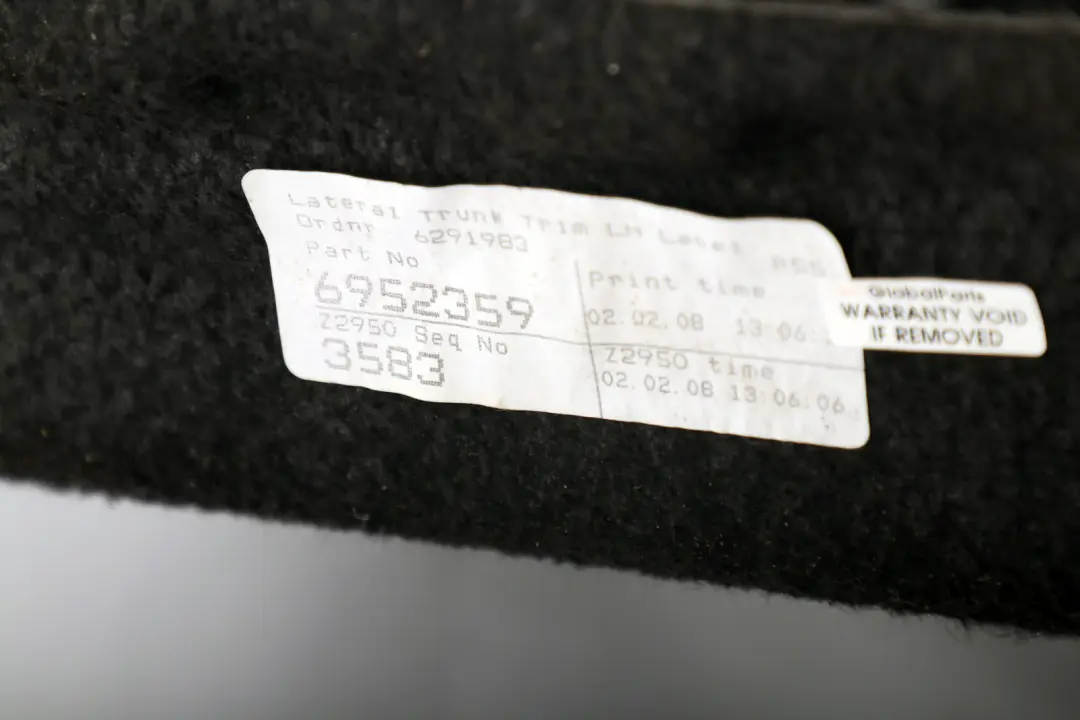 Lateral Trunk Trim LH Label
Ordnr 6291983
Part No
6952359
Print time
02.02.08 13:06:
Z2950 Seq No
3583
Z2950 time
02.02.08 13:06:06
GlobalParts
WARRANTY VOID
IF REMOVED